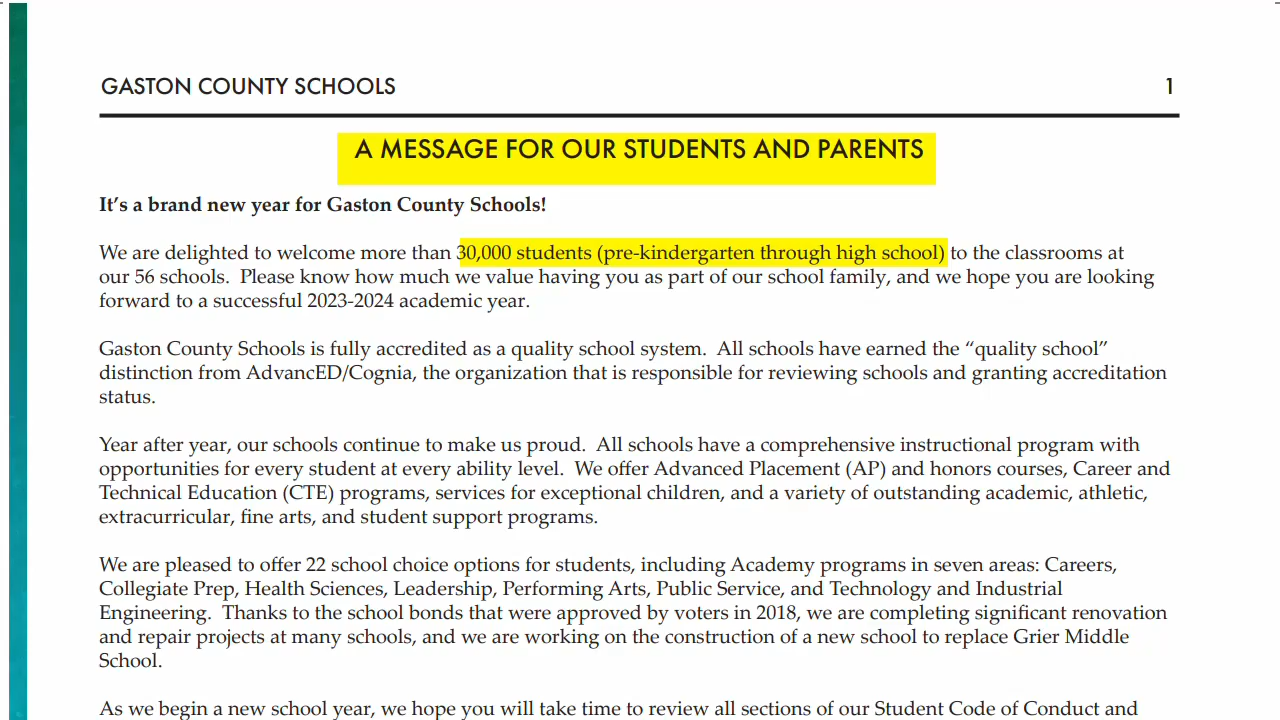 GASTON COUNTY SCHOOLS 1
A MESSAGE FOR OUR STUDENTS AND PARENTS
It’s a brand new year for Gaston County Schools!
We are delighted to welcome more than 30,000 students (pre-kindergarten through high school) to the classrooms at
our 56 schools.  Please know how much we value having you as part of our school family, and we hope you are looking
forward to a successful 2023-2024 academic year.
Gaston County Schools is fully accredited as a quality school system.  All schools have earned the “quality school”
distinction from AdvancED/Cognia, the organization that is responsible for reviewing schools and granting accreditation
status.
Year after year, our schools continue to make us proud.  All schools have a comprehensive instructional program with
opportunities for every student at every ability level.  We offer Advanced Placement (AP) and honors courses, Career and
Technical Education (CTE) programs, services for exceptional children, and a variety of outstanding academic, athletic,
extracurricular, fine arts, and student support programs.
We are pleased to offer 22 school choice options for students, including Academy programs in seven areas: Careers,
Collegiate Prep, Health Sciences, Leadership, Performing Arts, Public Service, and Technology and Industrial
Engineering.  Thanks to the school bonds that were approved by voters in 2018, we are completing significant renovation
and repair projects at many schools, and we are working on the construction of a new school to replace Grier Middle
School.
As we begin a new school year, we hope you will take time to review all sections of our Student Code of Conduct and